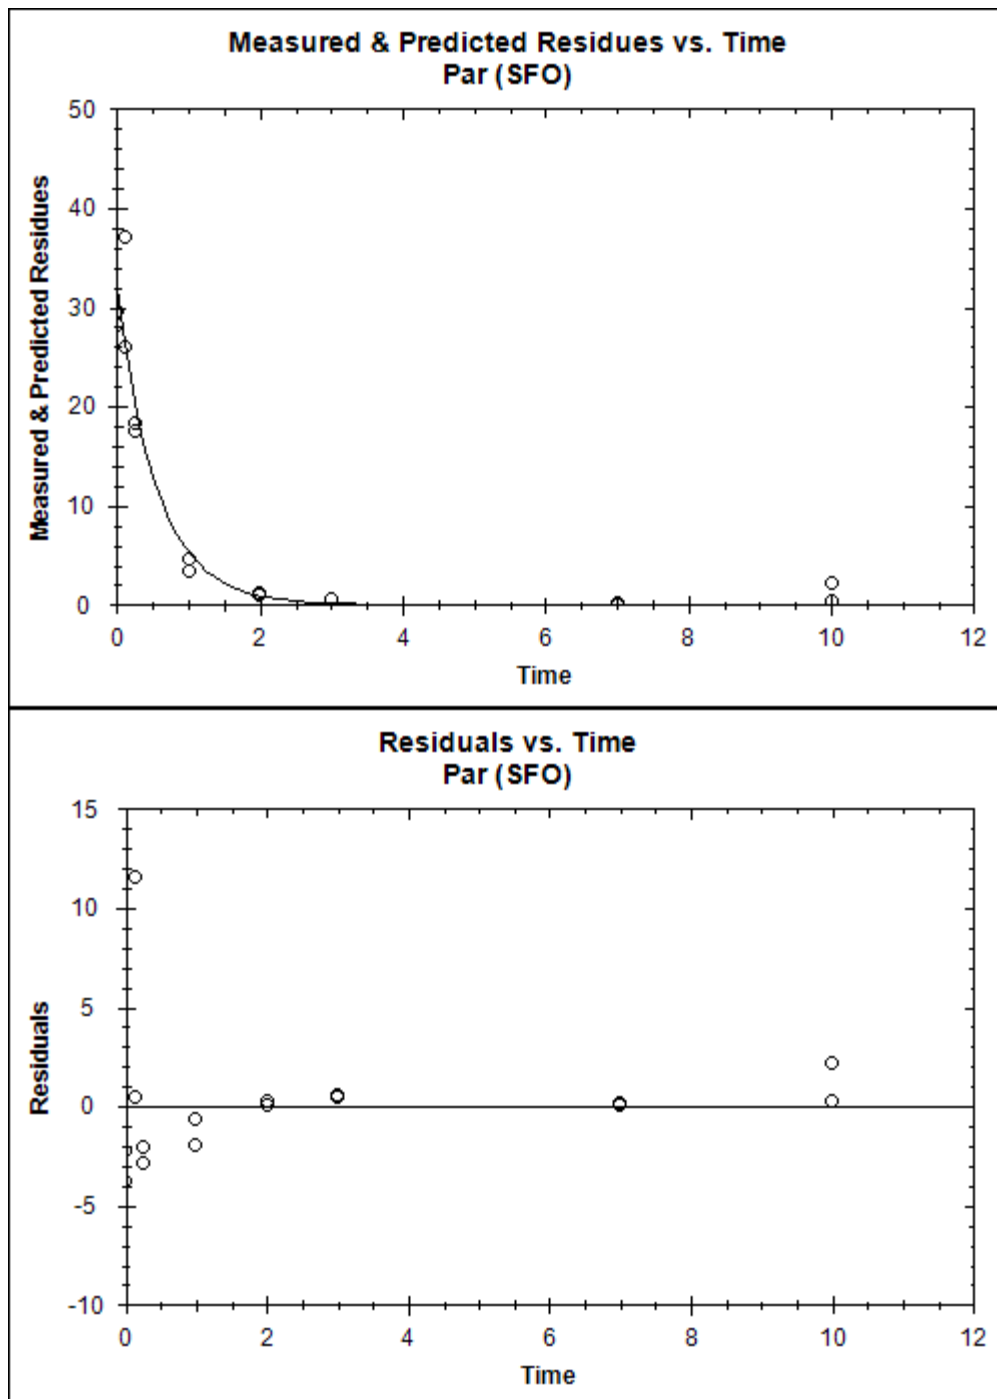 Measured & Predicted Residues vs. Time
Par (SFO)
Measured & Predicted Residues
50
40
30
20
10
0
0 2 4 6 8 10 12
Time
Residuals vs. Time
Par (SFO)
Residuals
15
10
5
0
-5
-10
0 2 4 6 8 10 12
Time